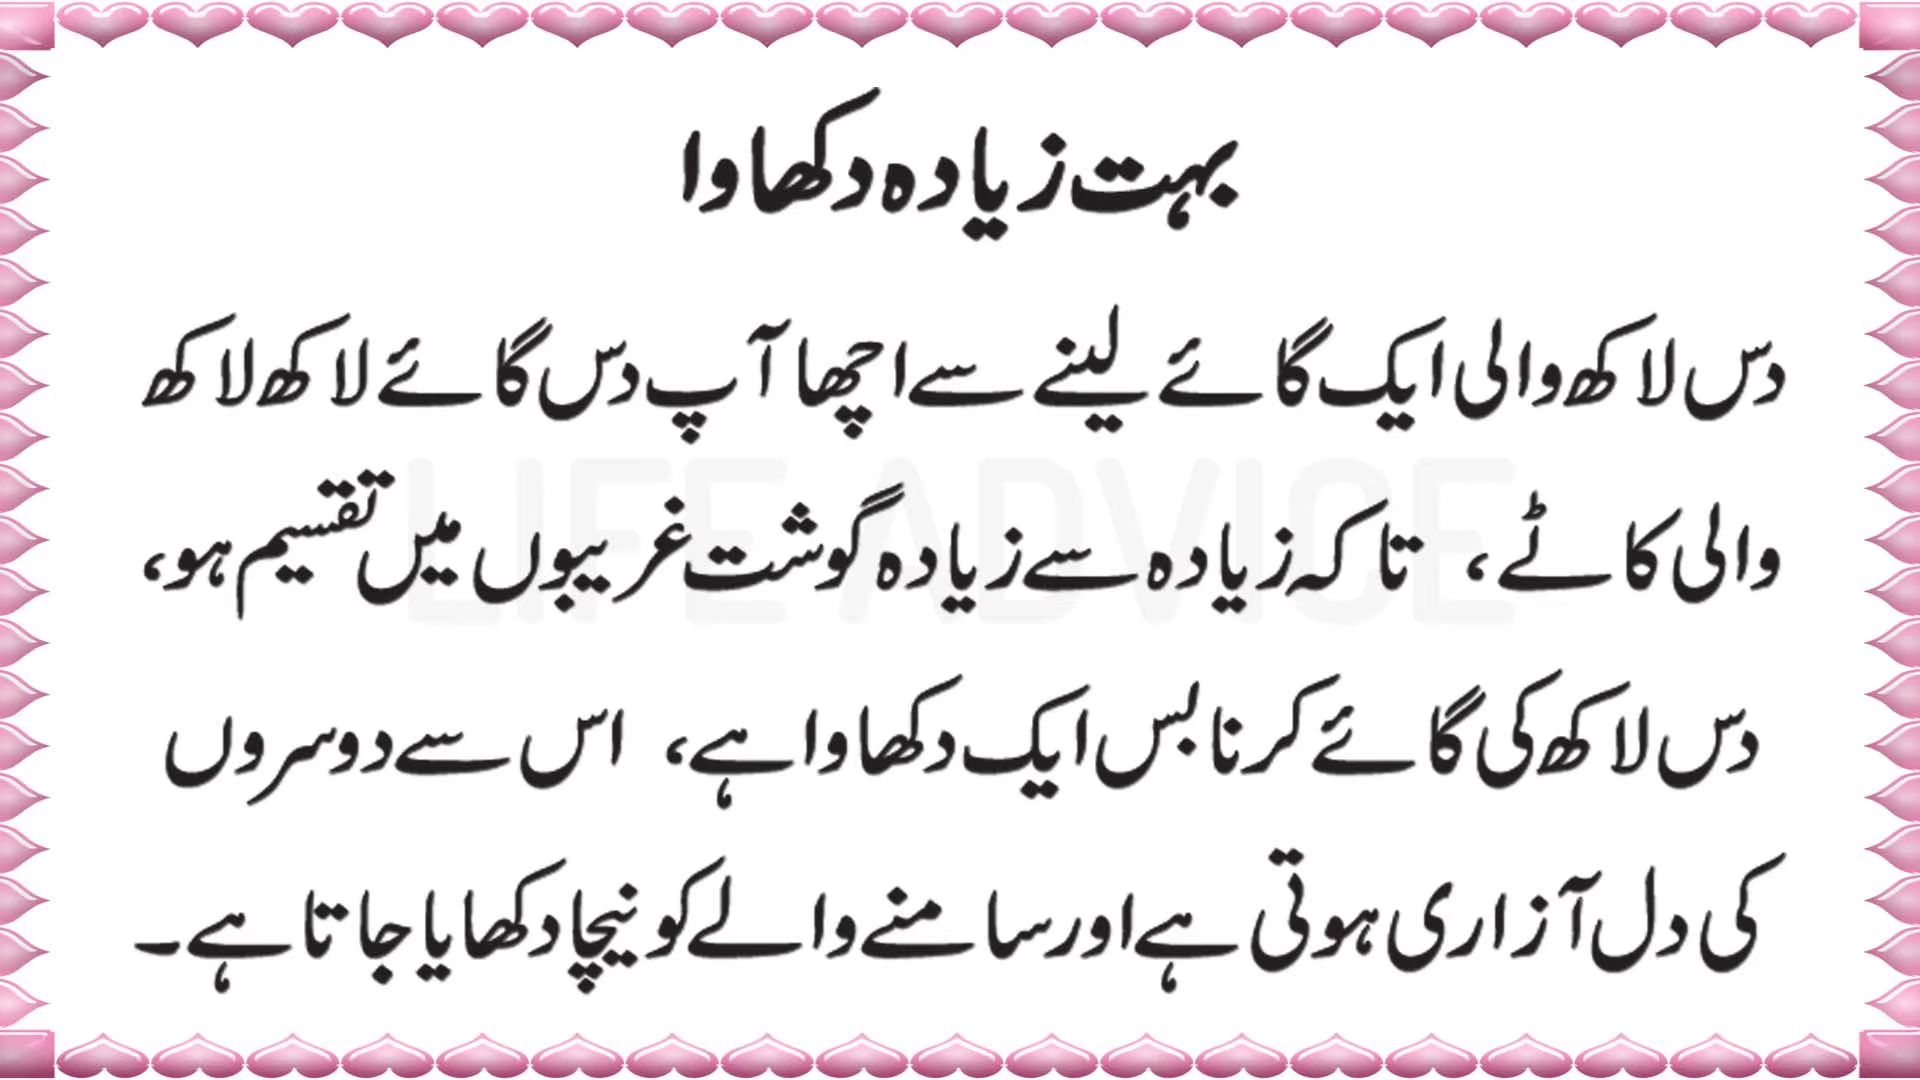 بہت زیادہ دکھاوا
دس لاکھ والی ایک گائے لینے سے اچھا آپ دس گائے لاکھ لاکھ
والی کاٹے، تاکہ زیادہ سے زیادہ گوشت غریبوں میں تقسیم ہو،
LIFE ADVICE
دس لاکھ کی گائے کرنا بس ایک دکھاوا ہے، اس سے دوسروں
کی دل آزاری ہوتی ہے اور سامنے والے کو نیچا دکھایا جاتا ہے۔